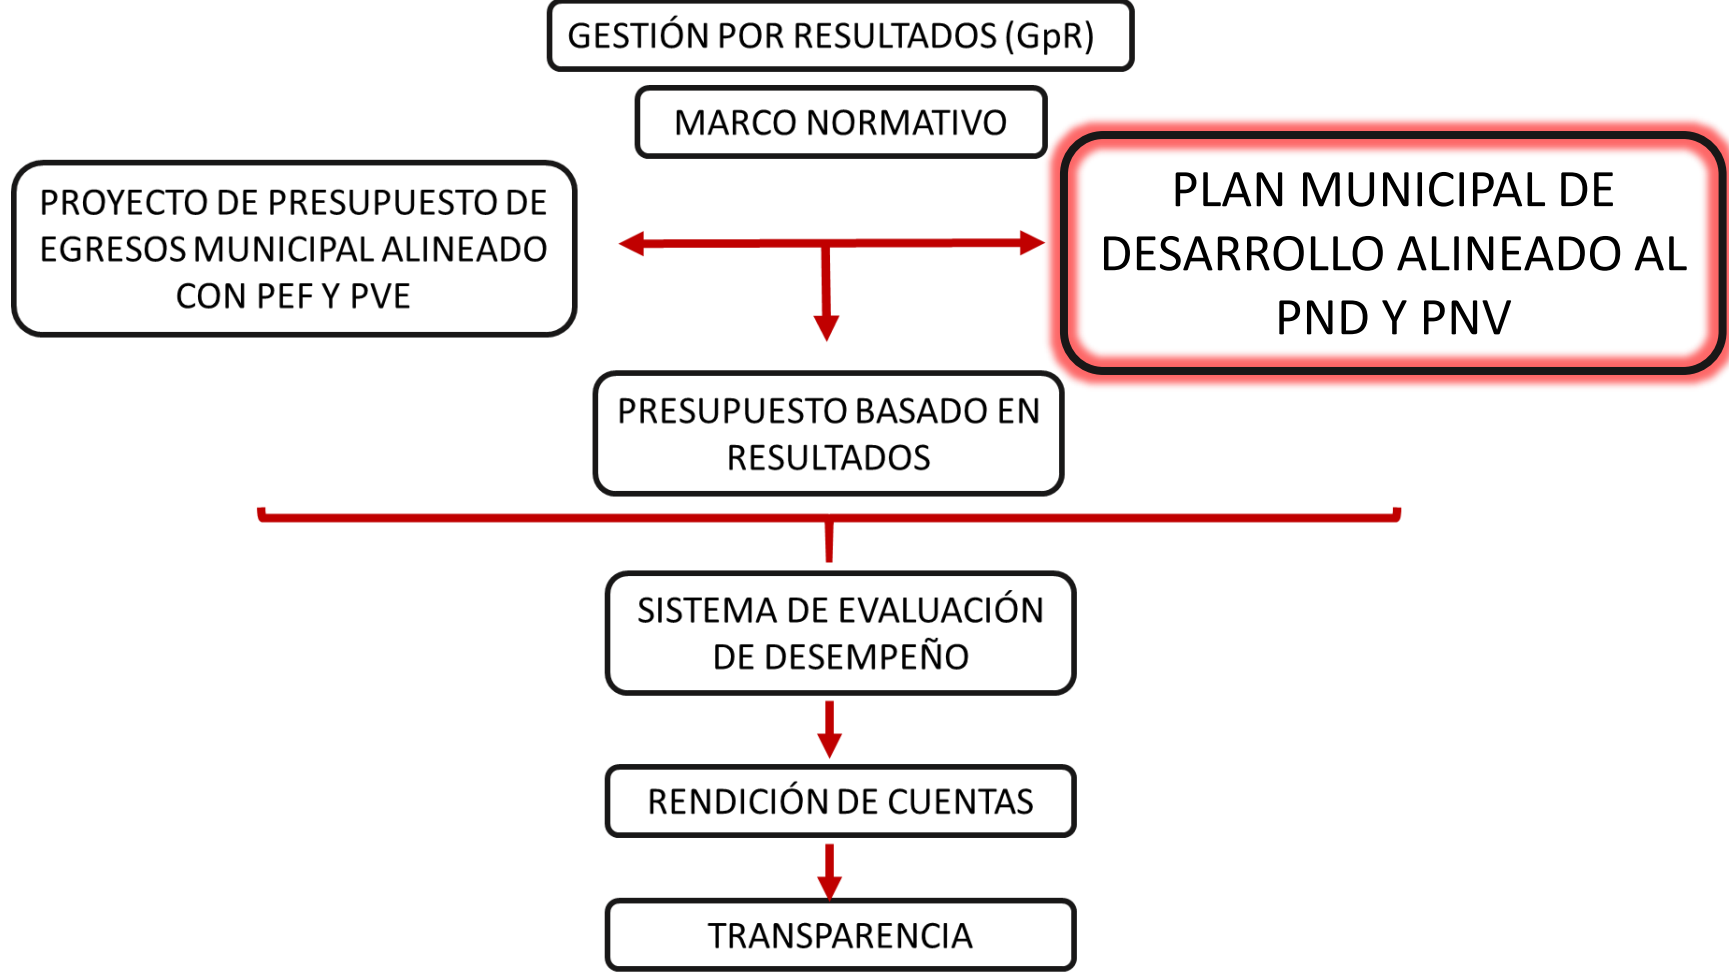 GESTIÓN POR RESULTADOS (GpR)
MARCO NORMATIVO
PROYECTO DE PRESUPUESTO DE
EGRESOS MUNICIPAL ALINEADO
CON PEF Y PVE
PLAN MUNICIPAL DE
DESARROLLO ALINEADO AL
PND Y PNV
PRESUPUESTO BASADO EN
RESULTADOS
SISTEMA DE EVALUACIÓN
DE DESEMPEÑO
RENDICIÓN DE CUENTAS
TRANSPARENCIA